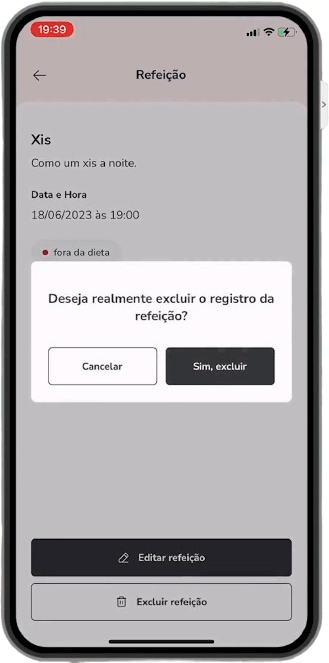 19:39
Refeição
Xis
Como um xis a noite.
Data e Hora
18/06/2023 às 19:00
fora da dieta
Deseja realmente excluir o registro da
refeição?
Cancelar
Sim, excluir
Editar refeição
Excluir refeição